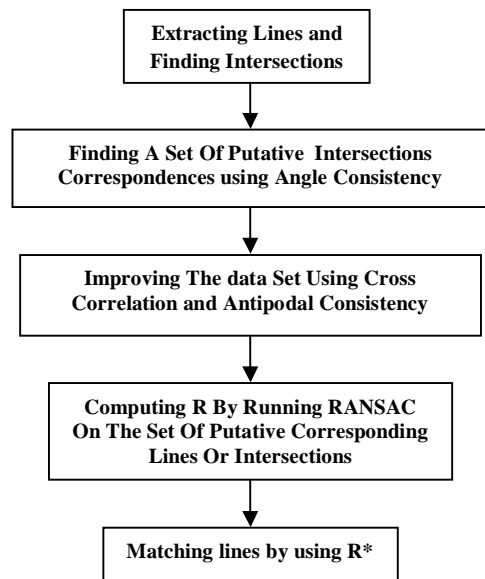 Extracting Lines and
Finding Intersections
Finding A Set Of Putative Intersections
Correspondences using Angle Consistency
Improving The data Set Using Cross
Correlation and Antipodal Consistency
Computing R By Running RANSAC
On The Set Of Putative Corresponding
Lines Or Intersections
Matching lines by using R*